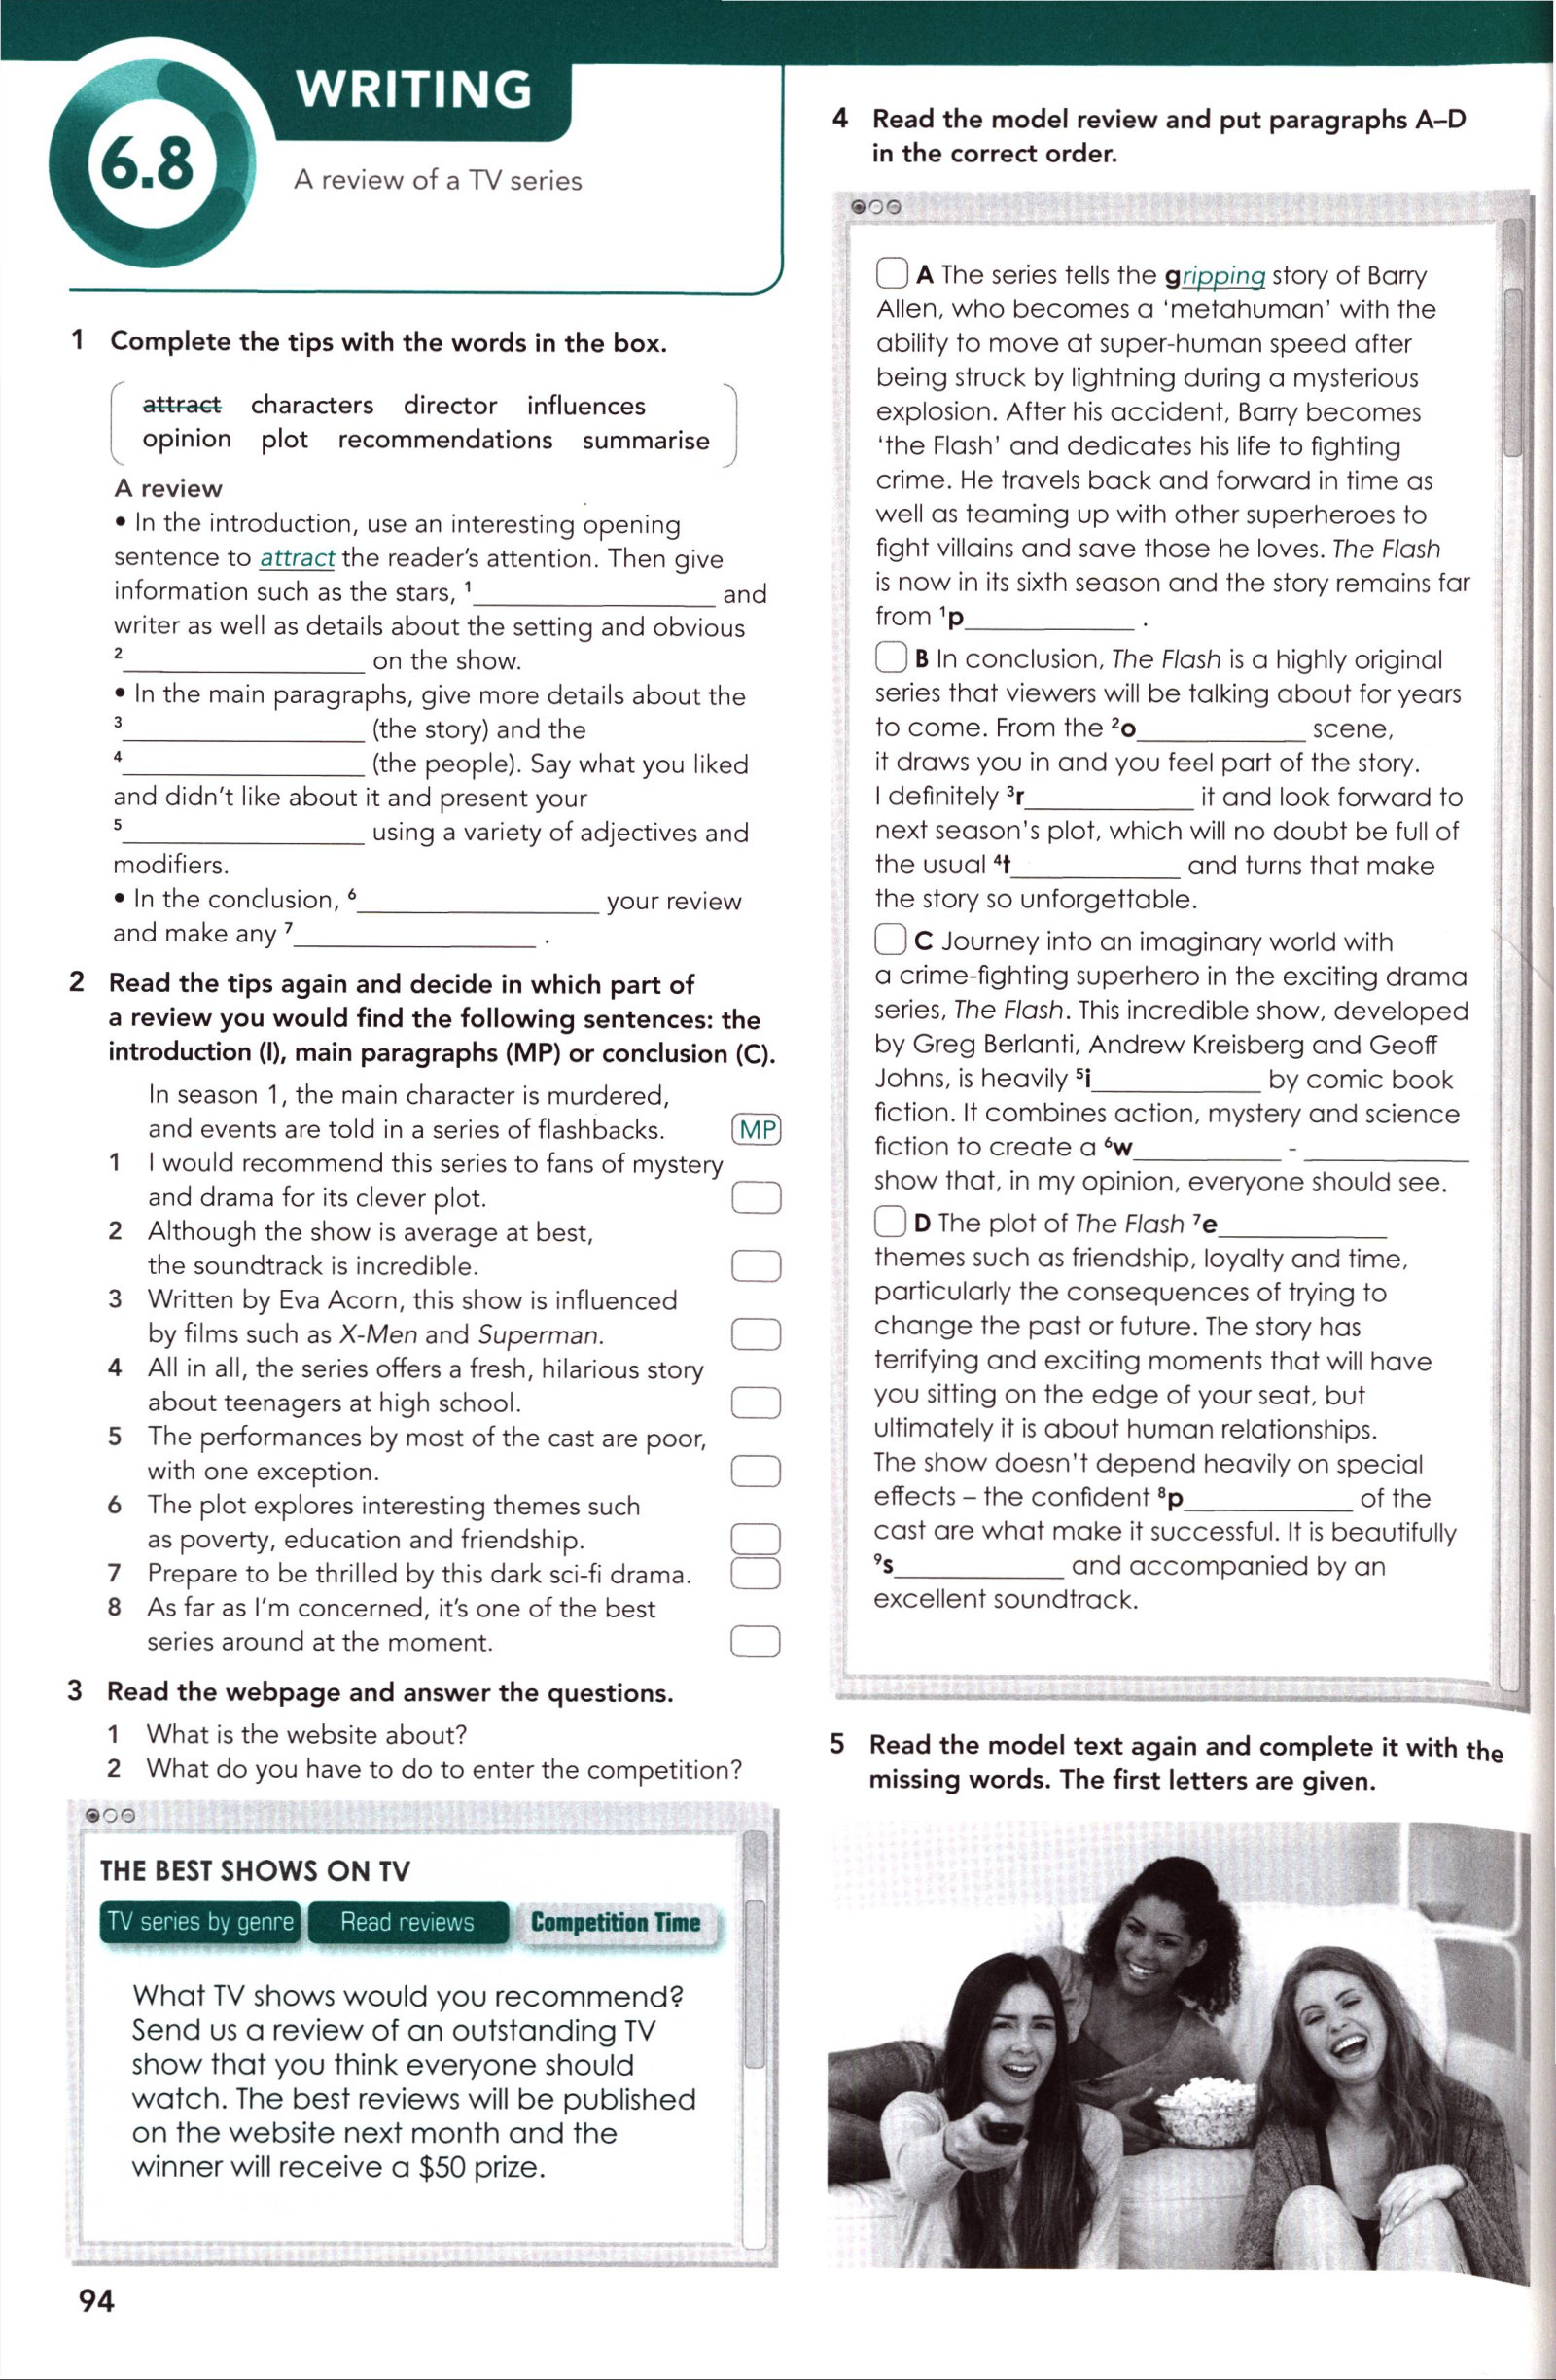 WRITING
6.8
A review of a TV series
1 Complete the tips with the words in the box.
attract characters director influences
opinion plot recommendations summarise
A review
• In the introduction, use an interesting opening
sentence to attract the reader's attention. Then give
information such as the stars, 1______________ and
writer as well as details about the setting and obvious
2______________ on the show.
• In the main paragraphs, give more details about the
3______________ (the story) and the
4______________ (the people). Say what you liked
and didn't like about it and present your
5______________ using a variety of adjectives and
modifiers.
• In the conclusion, 6______________ your review
and make any 7______________ .
2 Read the tips again and decide in which part of
a review you would find the following sentences: the
introduction (I), main paragraphs (MP) or conclusion (C).
In season 1, the main character is murdered,
and events are told in a series of flashbacks. MP
1 I would recommend this series to fans of mystery
and drama for its clever plot.
2 Although the show is average at best,
the soundtrack is incredible.
3 Written by Eva Acorn, this show is influenced
by films such as X-Men and Superman.
4 All in all, the series offers a fresh, hilarious story
about teenagers at high school.
5 The performances by most of the cast are poor,
with one exception.
6 The plot explores interesting themes such
as poverty, education and friendship.
7 Prepare to be thrilled by this dark sci-fi drama.
8 As far as I'm concerned, it's one of the best
series around at the moment.
3 Read the webpage and answer the questions.
1 What is the website about?
2 What do you have to do to enter the competition?
THE BEST SHOWS ON TV
TV series by genre Read reviews Competition Time
What TV shows would you recommend?
Send us a review of an outstanding TV
show that you think everyone should
watch. The best reviews will be published
on the website next month and the
winner will receive a $50 prize.
94
4 Read the model review and put paragraphs A–D
in the correct order.
A The series tells the gripping story of Barry
Allen, who becomes a 'metahuman' with the
ability to move at super-human speed after
being struck by lightning during a mysterious
explosion. After his accident, Barry becomes
'the Flash' and dedicates his life to fighting
crime. He travels back and forward in time as
well as teaming up with other superheroes to
fight villains and save those he loves. The Flash
is now in its sixth season and the story remains far
from 1p____________ .
B In conclusion, The Flash is a highly original
series that viewers will be talking about for years
to come. From the 2o____________ scene,
it draws you in and you feel part of the story.
I definitely 3r____________ it and look forward to
next season's plot, which will no doubt be full of
the usual 4t____________ and turns that make
the story so unforgettable.
C Journey into an imaginary world with
a crime-fighting superhero in the exciting drama
series, The Flash. This incredible show, developed
by Greg Berlanti, Andrew Kreisberg and Geoff
Johns, is heavily 5i____________ by comic book
fiction. It combines action, mystery and science
fiction to create a 6w__________ - ____________
show that, in my opinion, everyone should see.
D The plot of The Flash 7e____________
themes such as friendship, loyalty and time,
particularly the consequences of trying to
change the past or future. The story has
terrifying and exciting moments that will have
you sitting on the edge of your seat, but
ultimately it is about human relationships.
The show doesn't depend heavily on special
effects – the confident 8p____________ of the
cast are what make it successful. It is beautifully
9s____________ and accompanied by an
excellent soundtrack.
5 Read the model text again and complete it with the
missing words. The first letters are given.